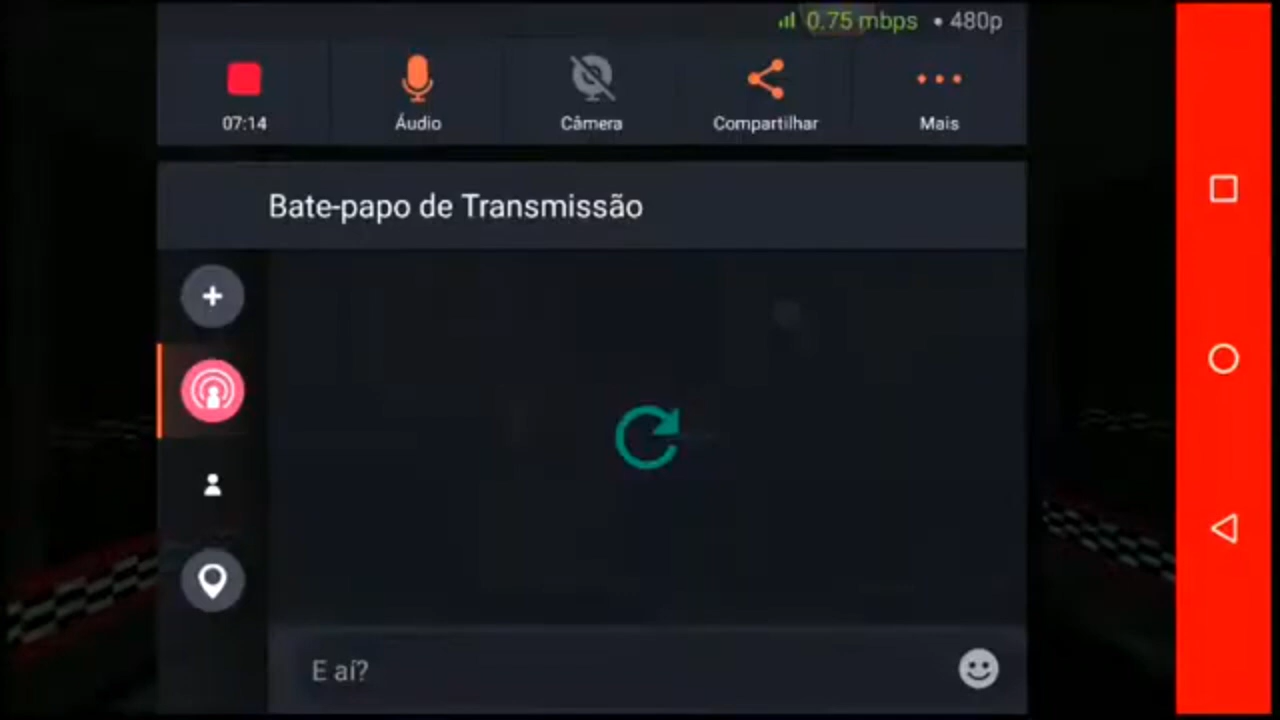 0.75 mbps • 480p
07:14 Áudio Câmera Compartilhar Mais
Bate-papo de Transmissão
E aí?